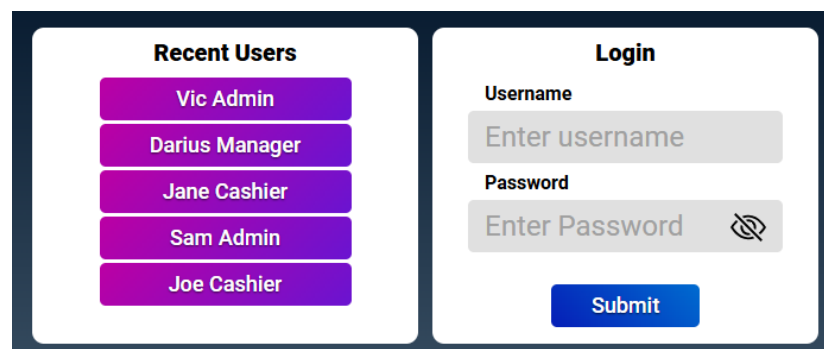 Recent Users
Vic Admin
Darius Manager
Jane Cashier
Sam Admin
Joe Cashier
Login
Username
Enter username
Password
Enter Password
Submit